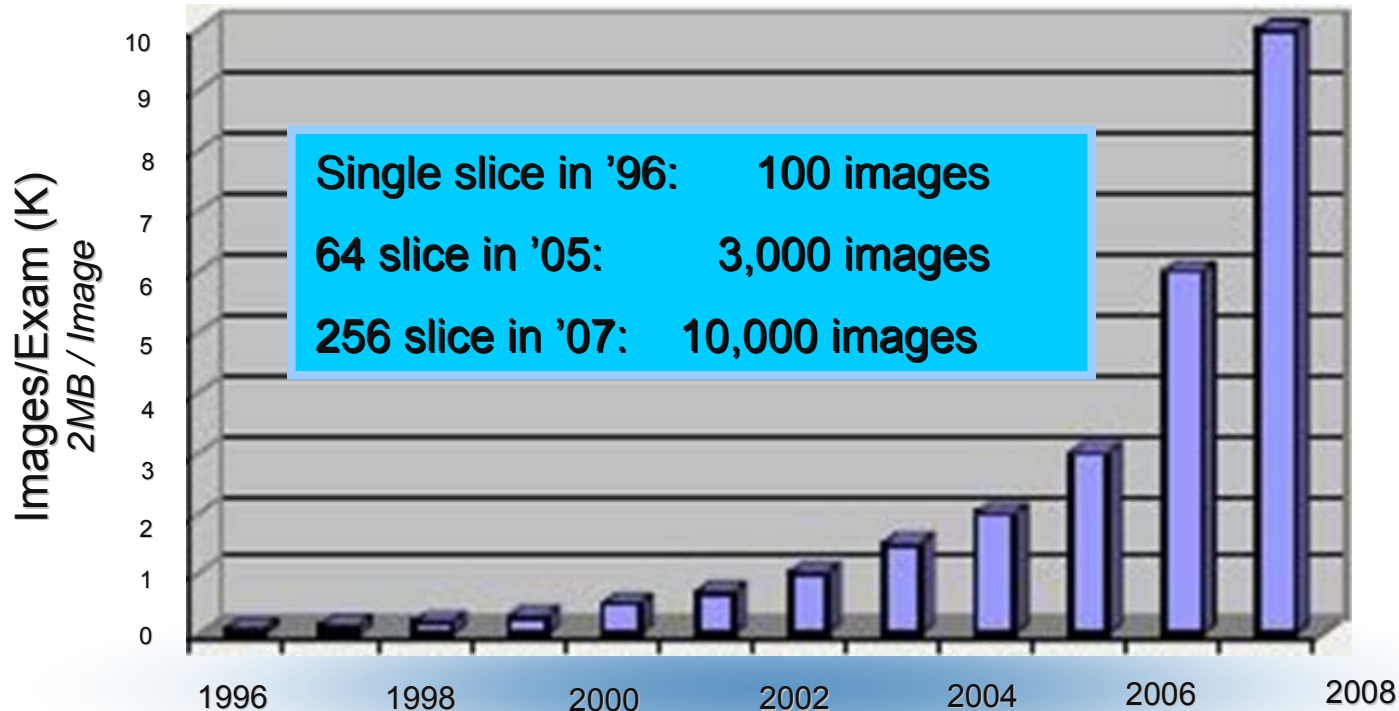 Images/Exam (K)
2MB / Image
10
9
8
7
6
5
4
3
2
1
0
Single slice in ’96: 100 images
64 slice in ’05: 3,000 images
256 slice in ’07: 10,000 images
1996 1998 2000 2002 2004 2006 2008